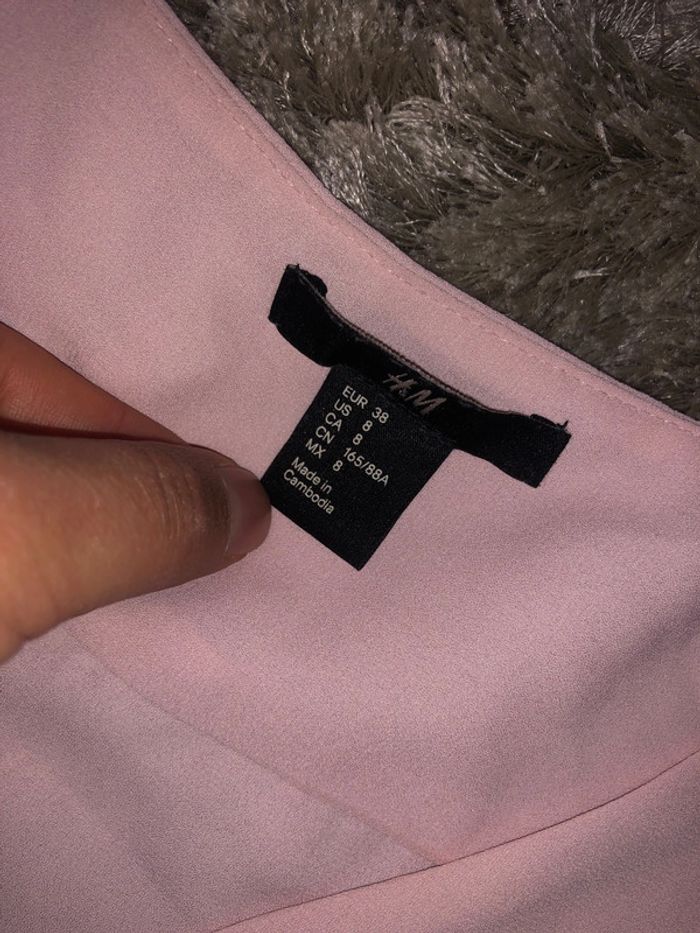 H&M
EUR 38
US 8
CA 8
CN 165/88A
MX 8
Made in
Cambodia